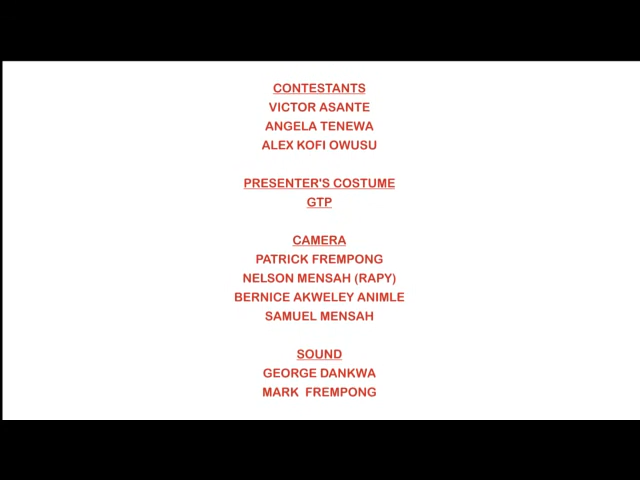 CONTESTANTS
VICTOR ASANTE
ANGELA TENEWA
ALEX KOFI OWUSU
PRESENTER'S COSTUME
GTP
CAMERA
PATRICK FREMPONG
NELSON MENSAH (RAPY)
BERNICE AKWELEY ANIMLE
SAMUEL MENSAH
SOUND
GEORGE DANKWA
MARK  FREMPONG